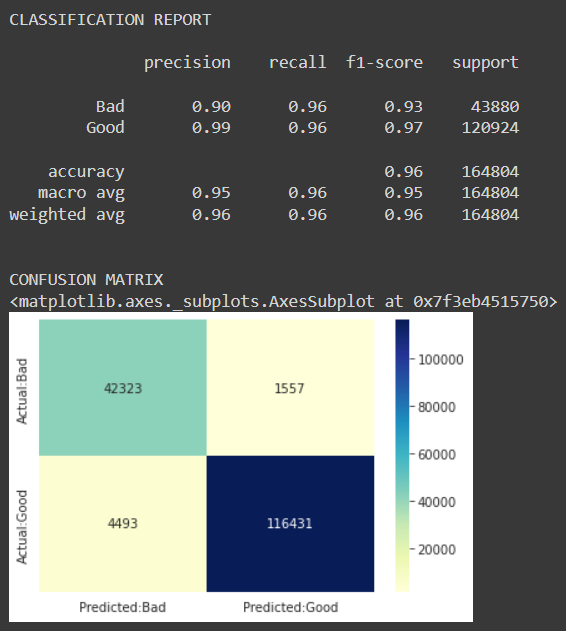 CLASSIFICATION REPORT
precision recall f1-score support
Bad 0.90 0.96 0.93 43880
Good 0.99 0.96 0.97 120924
accuracy 0.96 164804
macro avg 0.95 0.96 0.95 164804
weighted avg 0.96 0.96 0.96 164804
CONFUSION MATRIX
<matplotlib.axes._subplots.AxesSubplot at 0x7f3eb4515750>
Actual:Bad
42323 1557
Actual:Good
4493 116431
Predicted:Bad Predicted:Good
100000
80000
60000
40000
20000